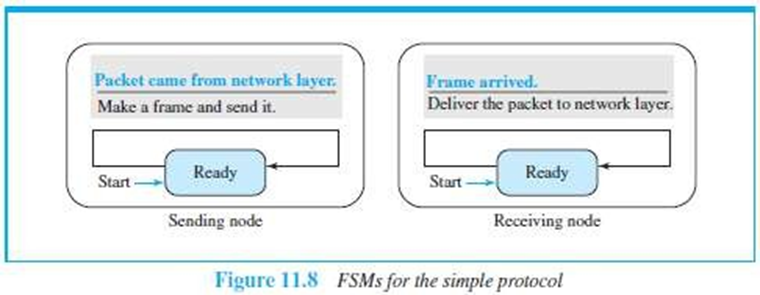 Packet came from network layer.
Make a frame and send it.
Start
Ready
Sending node
Frame arrived.
Deliver the packet to network layer.
Start
Ready
Receiving node
Figure 11.8 FSMs for the simple protocol